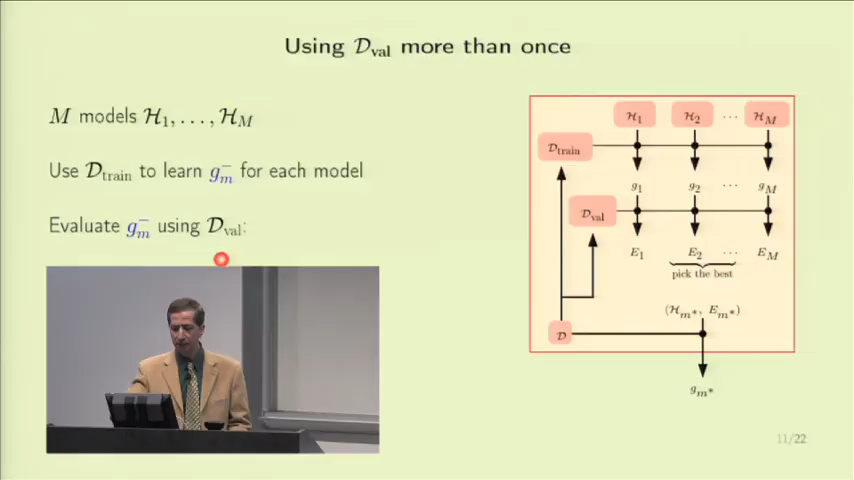 Using 𝒟val more than once
M models ℋ1, . . . , ℋM
Use 𝒟train to learn g−m for each model
Evaluate g−m using 𝒟val:
ℋ1 ℋ2 · · · ℋM
𝒟train
g1 g2 · · · gM
𝒟val
E1 E2 · · · EM
pick the best
(ℋm*, Em*)
𝒟
gm*
11/22